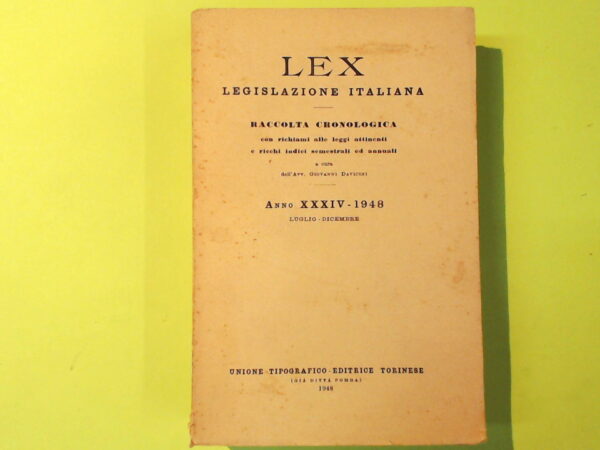 LEX
LEGISLAZIONE ITALIANA
RACCOLTA CRONOLOGICA
con richiami alle leggi attinenti
e ricchi indici semestrali ed annuali
a cura
dell'Avv. GIOVANNI DAVICINI
ANNO XXXIV - 1948
LUGLIO - DICEMBRE
UNIONE TIPOGRAFICO - EDITRICE TORINESE
(GIÀ DITTA POMBA)
1948